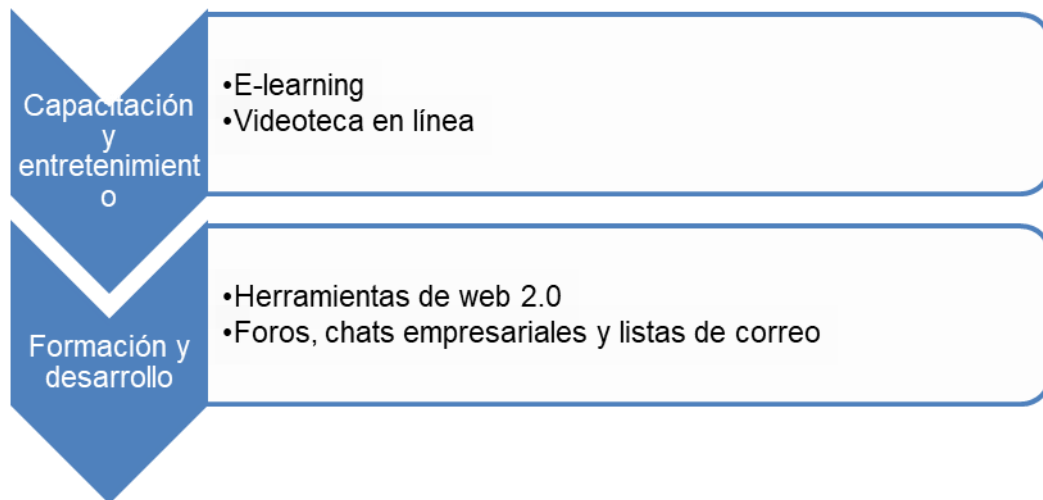 Capacitación
y
entretenimient
o
•E-learning
•Videoteca en línea
Formación y
desarrollo
•Herramientas de web 2.0
•Foros, chats empresariales y listas de correo